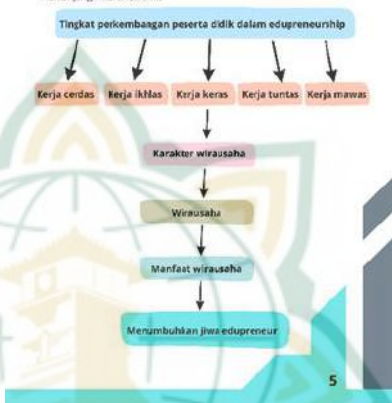 Tingkat perkembangan peserta didik dalam edupreneurship
Kerja cerdas Kerja ikhlas Kerja keras Kerja tuntas Kerja mawas
Karakter wirausaha
Wirausaha
Manfaat wirausaha
Menumbuhkan jiwa edupreneur
5